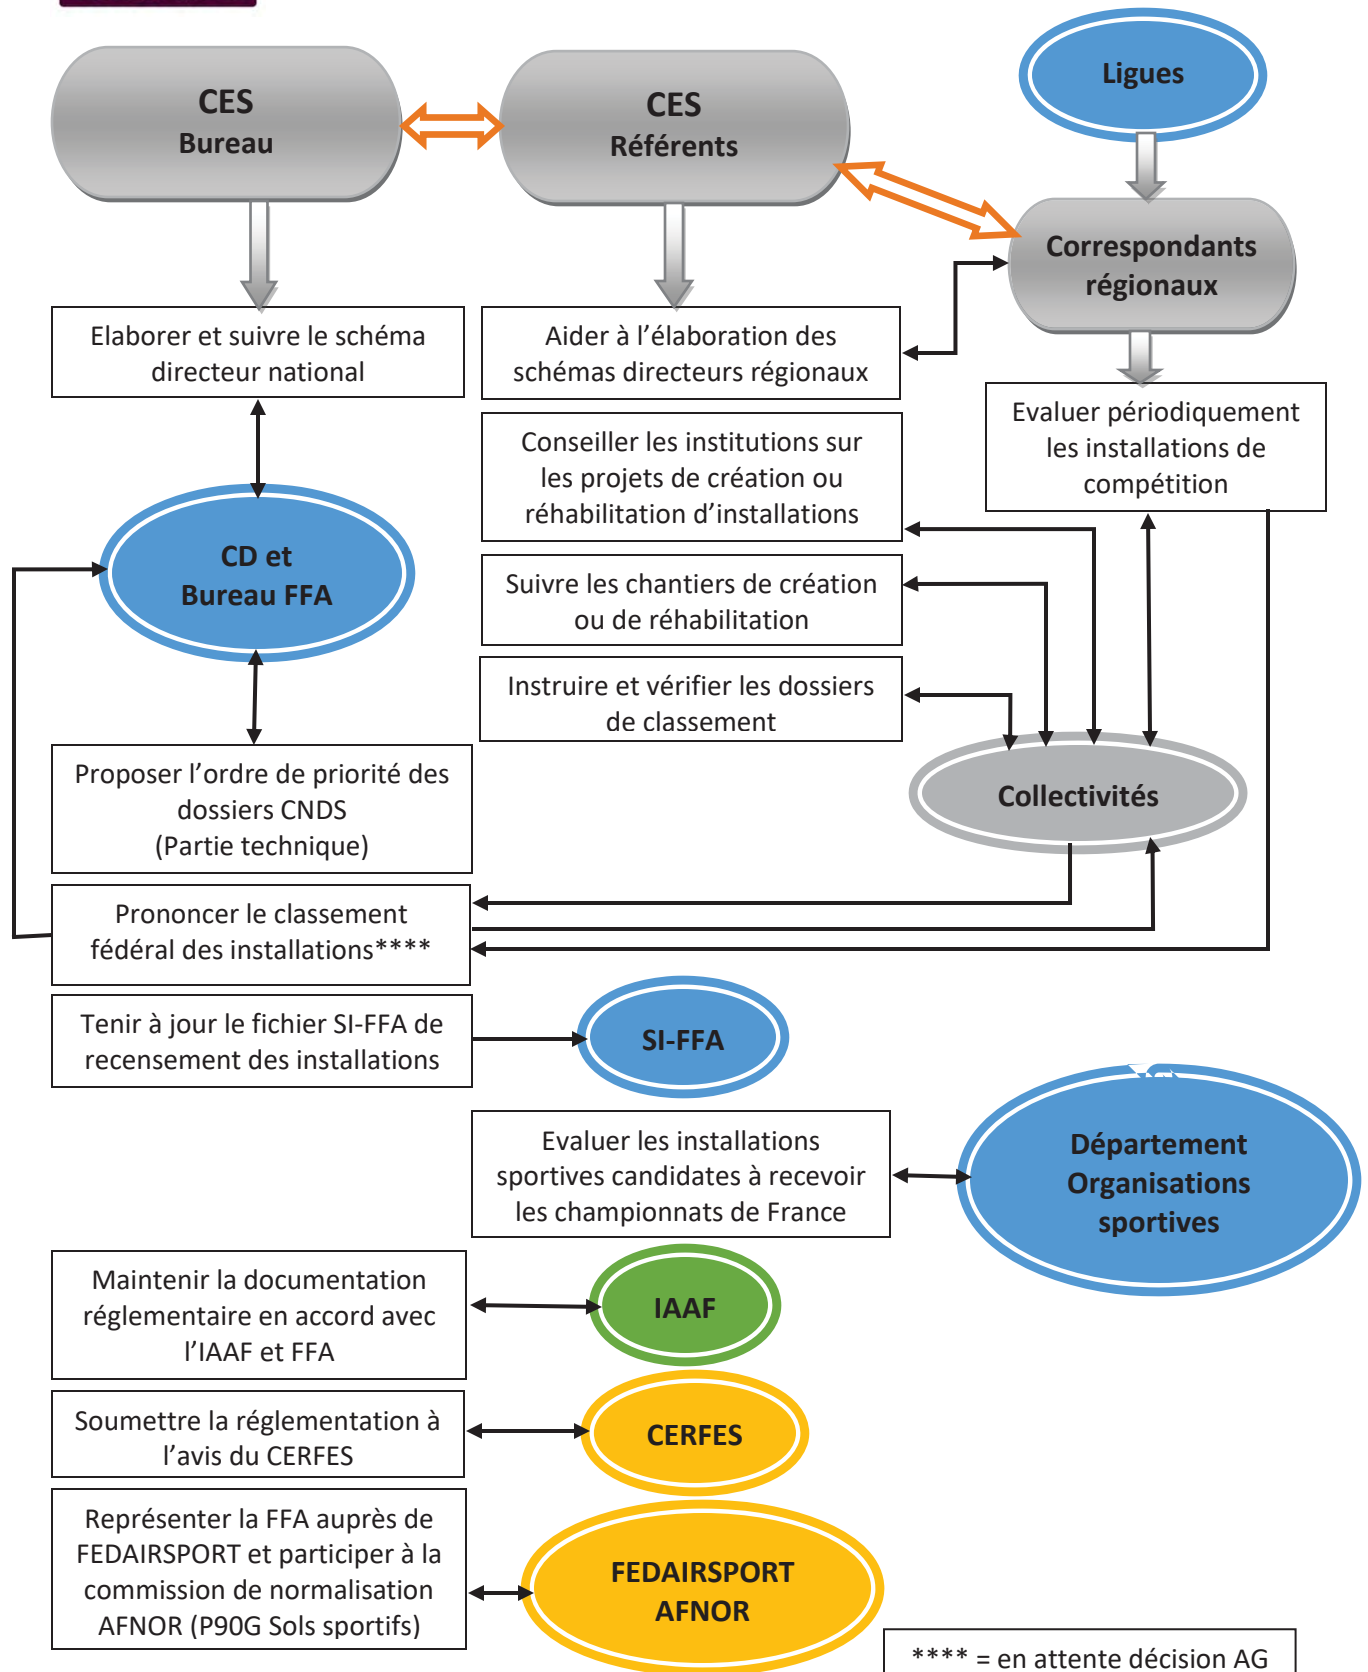 CES
Bureau
CES
Référents
Ligues
Correspondants
régionaux
Elaborer et suivre le schéma
directeur national
Aider à l’élaboration des
schémas directeurs régionaux
Evaluer périodiquement
les installations de
compétition
Conseiller les institutions sur
les projets de création ou
réhabilitation d’installations
CD et
Bureau FFA
Suivre les chantiers de création
ou de réhabilitation
Instruire et vérifier les dossiers
de classement
Proposer l’ordre de priorité des
dossiers CNDS
(Partie technique)
Collectivités
Prononcer le classement
fédéral des installations****
Tenir à jour le fichier SI-FFA de
recensement des installations
SI-FFA
Evaluer les installations
sportives candidates à recevoir
les championnats de France
Département
Organisations
sportives
Maintenir la documentation
réglementaire en accord avec
l’IAAF et FFA
IAAF
Soumettre la réglementation à
l’avis du CERFES
CERFES
Représenter la FFA auprès de
FEDAIRSPORT et participer à la
commission de normalisation
AFNOR (P90G Sols sportifs)
FEDAIRSPORT
AFNOR
**** = en attente décision AG